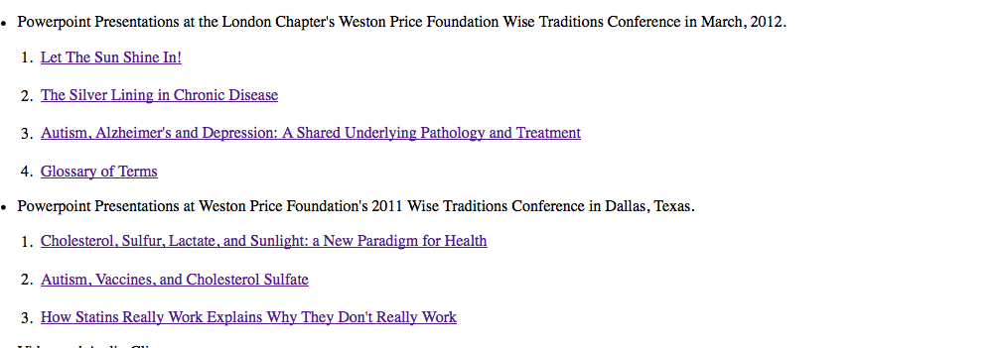 • Powerpoint Presentations at the London Chapter's Weston Price Foundation Wise Traditions Conference in March, 2012.
1. Let The Sun Shine In!
2. The Silver Lining in Chronic Disease
3. Autism, Alzheimer's and Depression: A Shared Underlying Pathology and Treatment
4. Glossary of Terms
• Powerpoint Presentations at Weston Price Foundation's 2011 Wise Traditions Conference in Dallas, Texas.
1. Cholesterol, Sulfur, Lactate, and Sunlight: a New Paradigm for Health
2. Autism, Vaccines, and Cholesterol Sulfate
3. How Statins Really Work Explains Why They Don't Really Work